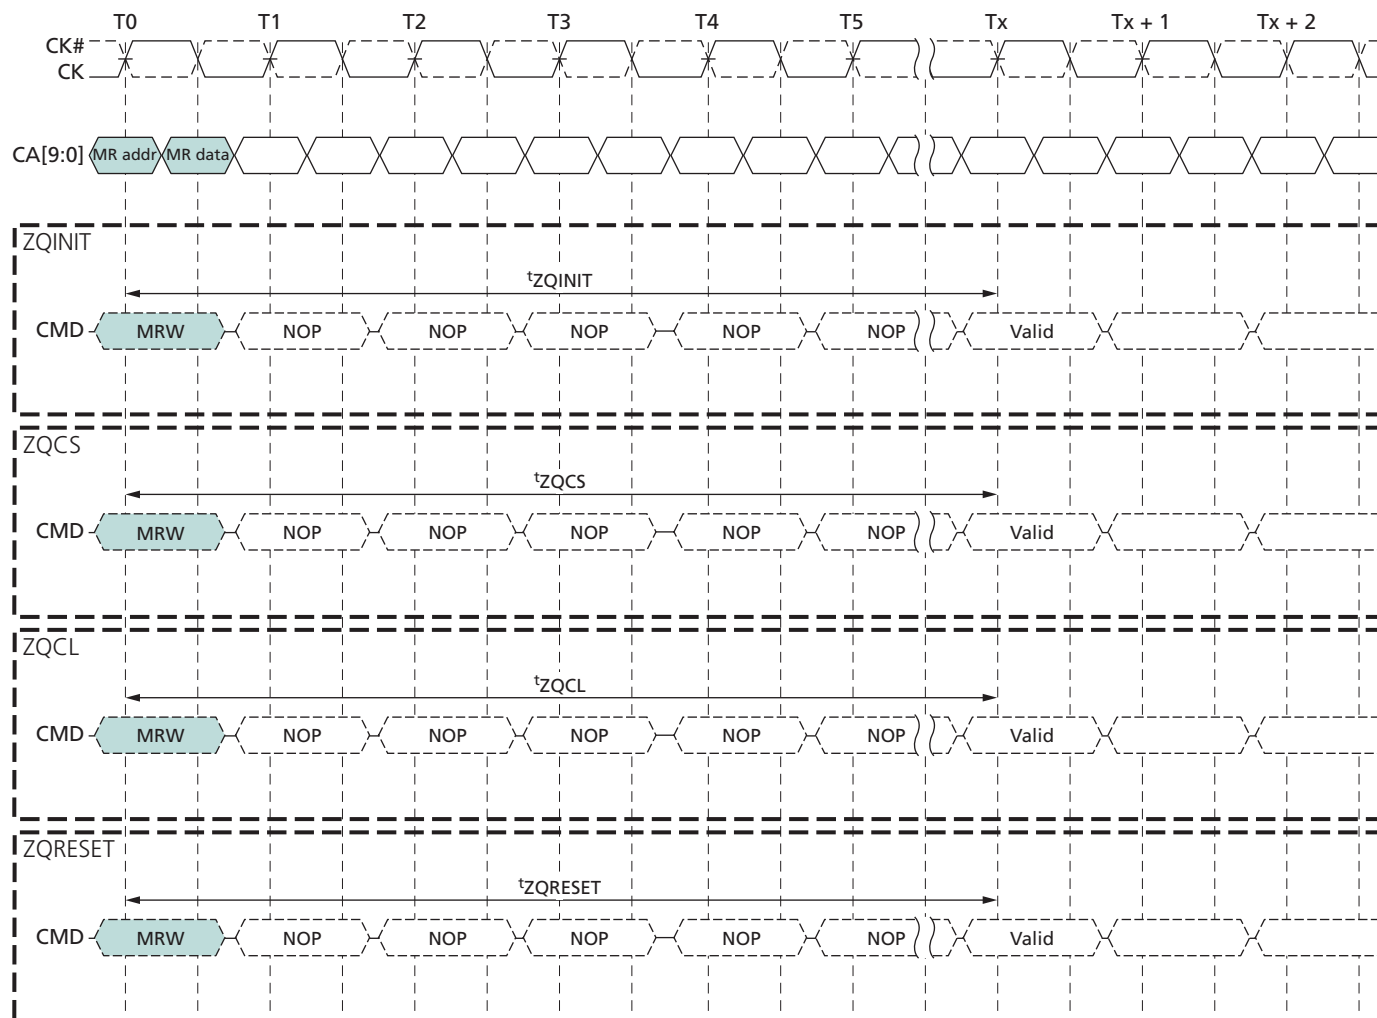 T0 T1 T2 T3 T4 T5 Tx Tx + 1 Tx + 2
CK#
CK
CA[9:0] MR addr MR data
ZQINIT
tZQINIT
CMD MRW NOP NOP NOP NOP NOP Valid
ZQCS
tZQCS
CMD MRW NOP NOP NOP NOP NOP Valid
ZQCL
tZQCL
CMD MRW NOP NOP NOP NOP NOP Valid
ZQRESET
tZQRESET
CMD MRW NOP NOP NOP NOP NOP Valid